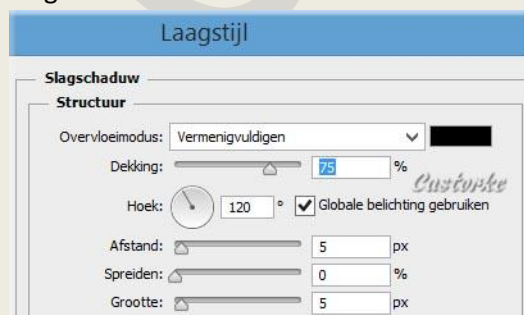 Laagstijl
Slagschaduw
Structuur
Overvloeimodus: Vermenigvuldigen
Dekking: 75 %
Custorke
Hoek: 120 ° Globale belichting gebruiken
Afstand: 5 px
Spreiden: 0 %
Grootte: 5 px